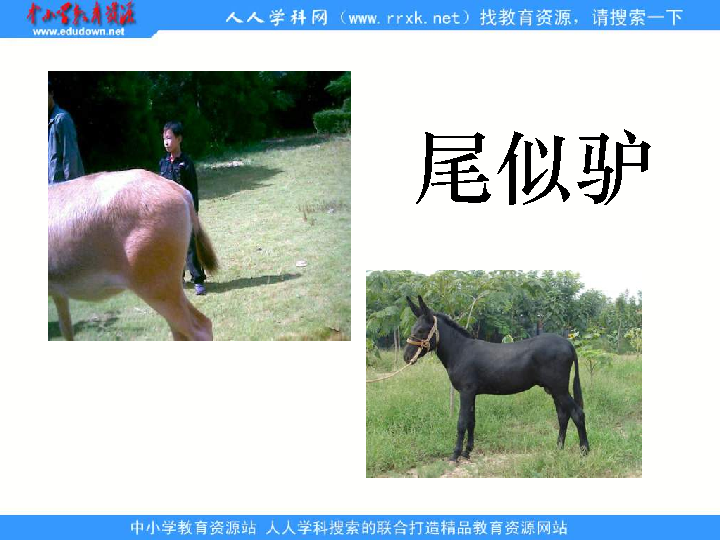 中小学教育资源
www.edudown.net
人人学科网（www.rrxk.net）找教育资源，请搜索一下
尾似驴
中小学教育资源站 人人学科搜索的联合打造精品教育资源网站